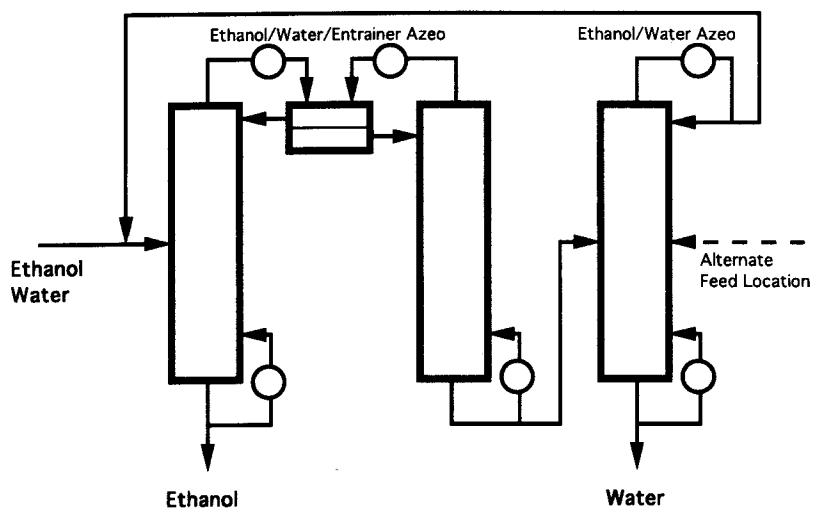 Ethanol/Water/Entrainer Azeo
Ethanol/Water Azeo
Ethanol
Water
Alternate
Feed Location
Ethanol
Water